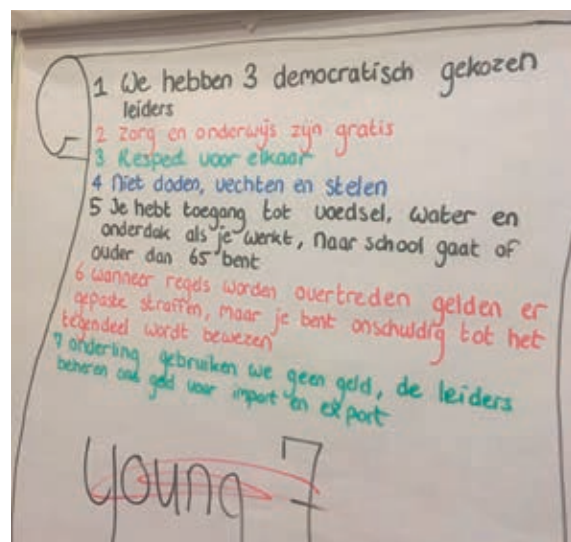 1 We hebben 3 democratisch gekozen
leiders
2 Zorg en onderwijs zijn gratis
3 Respect voor elkaar
4 Niet doden, vechten en stelen
5 Je hebt toegang tot voedsel, water en
onderdak als je werkt, naar school gaat of
ouder dan 65 bent
6 wanneer regels worden overtreden gelden er
gepaste straffen, maar je bent onschuldig tot het
tegendeel wordt bewezen
7 onderling gebruiken we geen geld, de leiders
beheren ons geld voor import en export
young 7